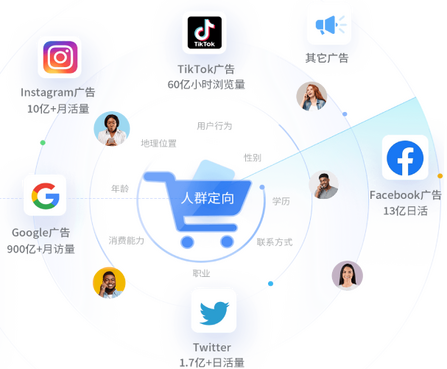 TikTok
TikTok广告
60亿小时浏览量
其它广告
Instagram广告
10亿+月活量
用户行为
地理位置
性别
年龄
人群定向
学历
Facebook广告
13亿日活
Google广告
900亿+月访量
消费能力
联系方式
职业
Twitter
1.7亿+日活量